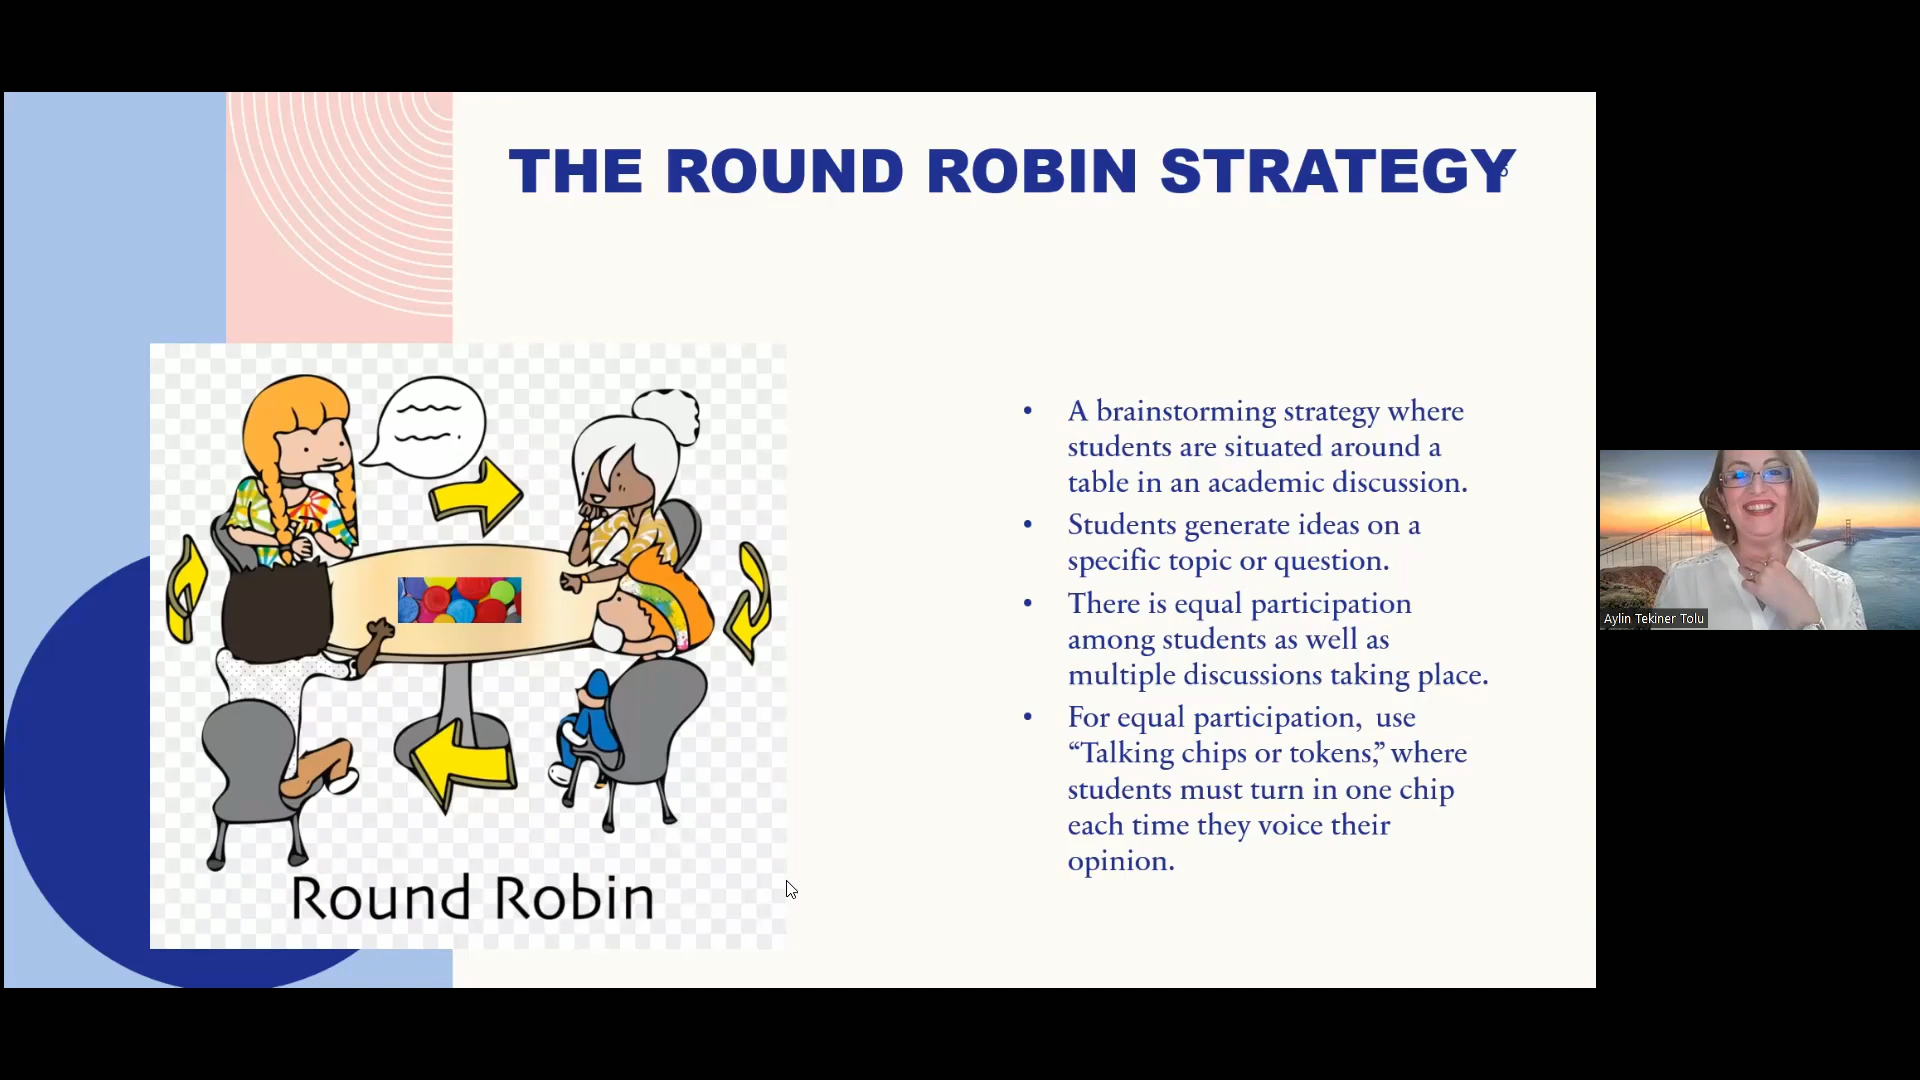 THE ROUND ROBIN STRATEGY
• A brainstorming strategy where
students are situated around a
table in an academic discussion.
• Students generate ideas on a
specific topic or question.
• There is equal participation
among students as well as
multiple discussions taking place.
• For equal participation,  use
“Talking chips or tokens,” where
students must turn in one chip
each time they voice their
opinion.
Round Robin
Aylin Tekiner Tolu